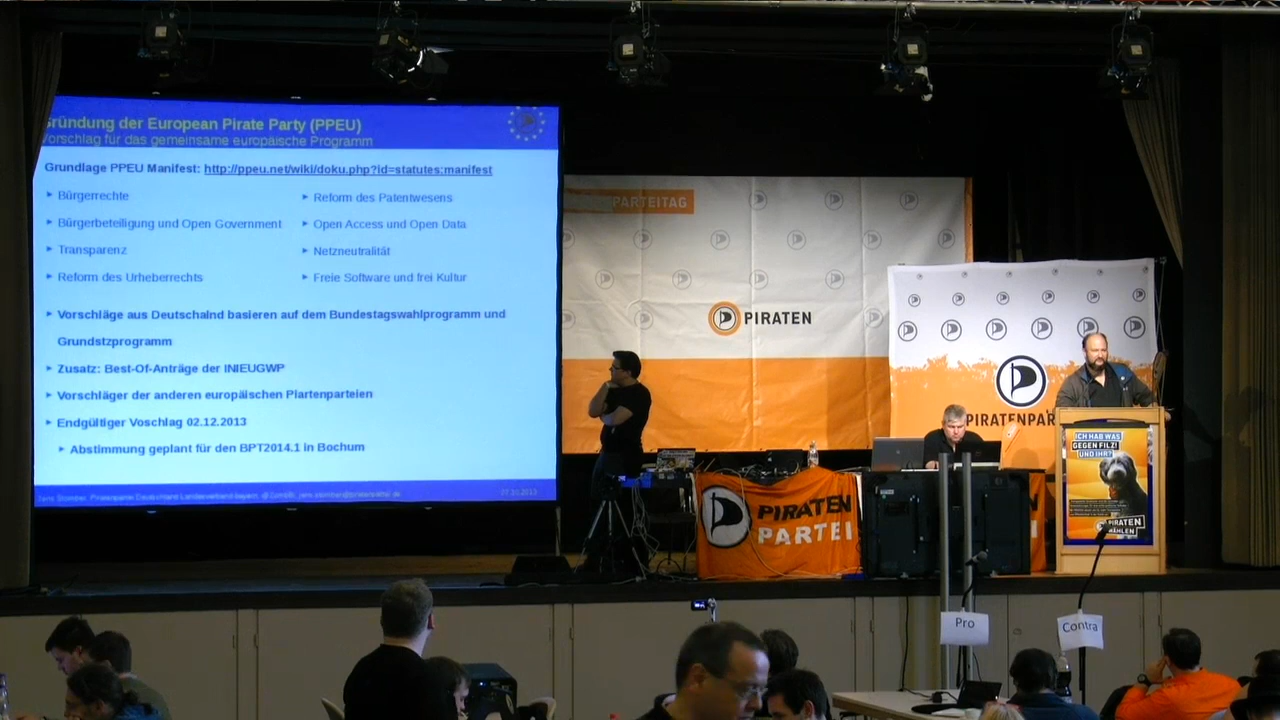 Gründung der European Pirate Party (PPEU)
Vorschlag für das gemeinsame europäische Programm
Grundlage PPEU Manifest: http://ppeu.net/wiki/doku.php?id=statutes:manifest
Bürgerrechte
Bürgerbeteiligung und Open Government
Transparenz
Reform des Urheberrechts
Reform des Patentwesens
Open Access und Open Data
Netzneutralität
Freie Software und frei Kultur
Vorschläge aus Deutschalnd basieren auf dem Bundestagswahlprogramm und
Grundstzprogramm
Zusatz: Best-Of-Anträge der INIEUGWP
Vorschläger der anderen europäischen Piartenparteien
Endgültiger Voschlag 02.12.2013
Abstimmung geplant für den BPT2014.1 in Bochum
Piratenpartei Deutschland Landesverband
PARTEITAG
PIRATEN
PIRATENPAR
PIRATEN
PARTEI
ICH HAB WAS
GEGEN FILZ!
UND IHR?
PIRATEN
WÄHLEN
Pro
Contra